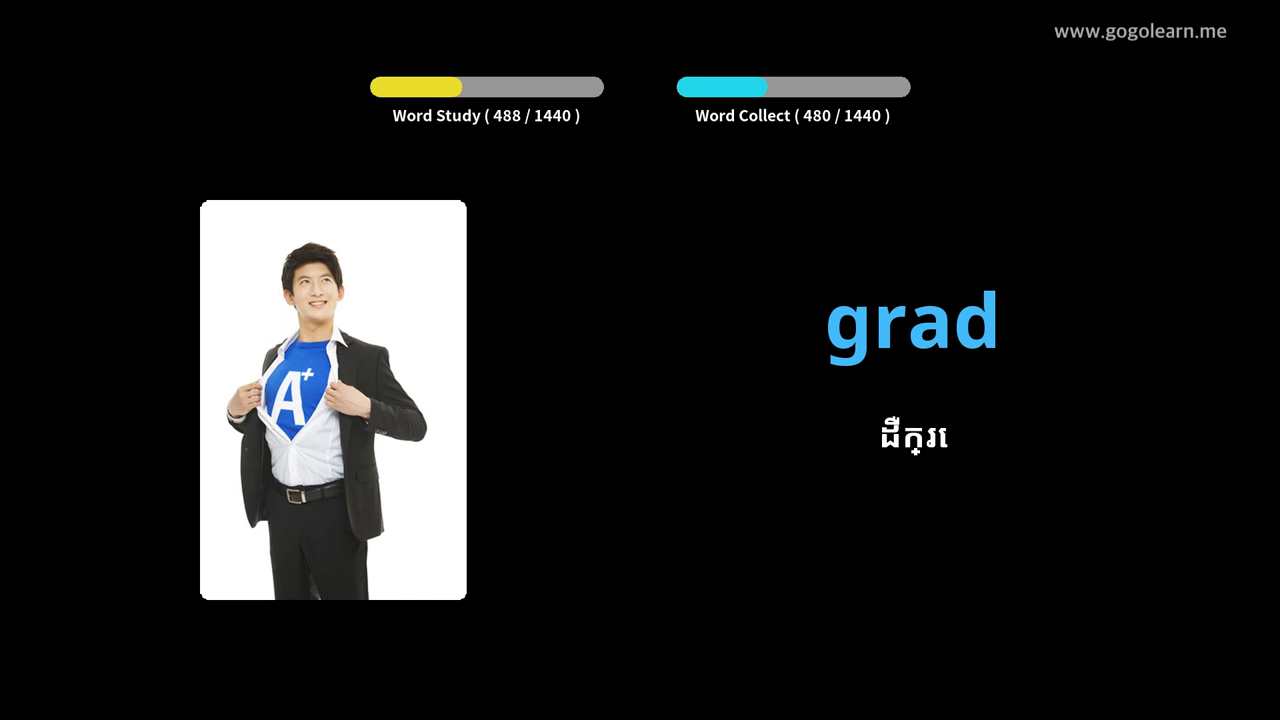 www.gogolearn.me
Word Study ( 488 / 1440 )
Word Collect ( 480 / 1440 )
A+
grad
ដឺក្រេ